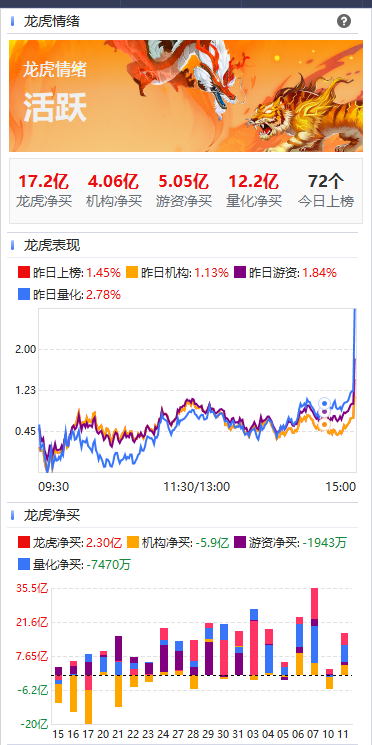 龙虎情绪
?
龙虎情绪
活跃
17.2亿 4.06亿 5.05亿 12.2亿 72个
龙虎净买 机构净买 游资净买 量化净买 今日上榜
龙虎表现
昨日上榜: 1.45% 昨日机构: 1.13% 昨日游资: 1.84%
昨日量化: 2.78%
2.00
1.23
0.45
09:30 11:30/13:00 15:00
龙虎净买
龙虎净买: 2.30亿 机构净买: -5.9亿 游资净买: -1943万
量化净买: -7470万
35.5亿
21.6亿
7.65亿
-6.2亿
-20亿
15 16 17 20 21 22 23 24 27 28 29 30 31 03 04 05 06 07 10 11